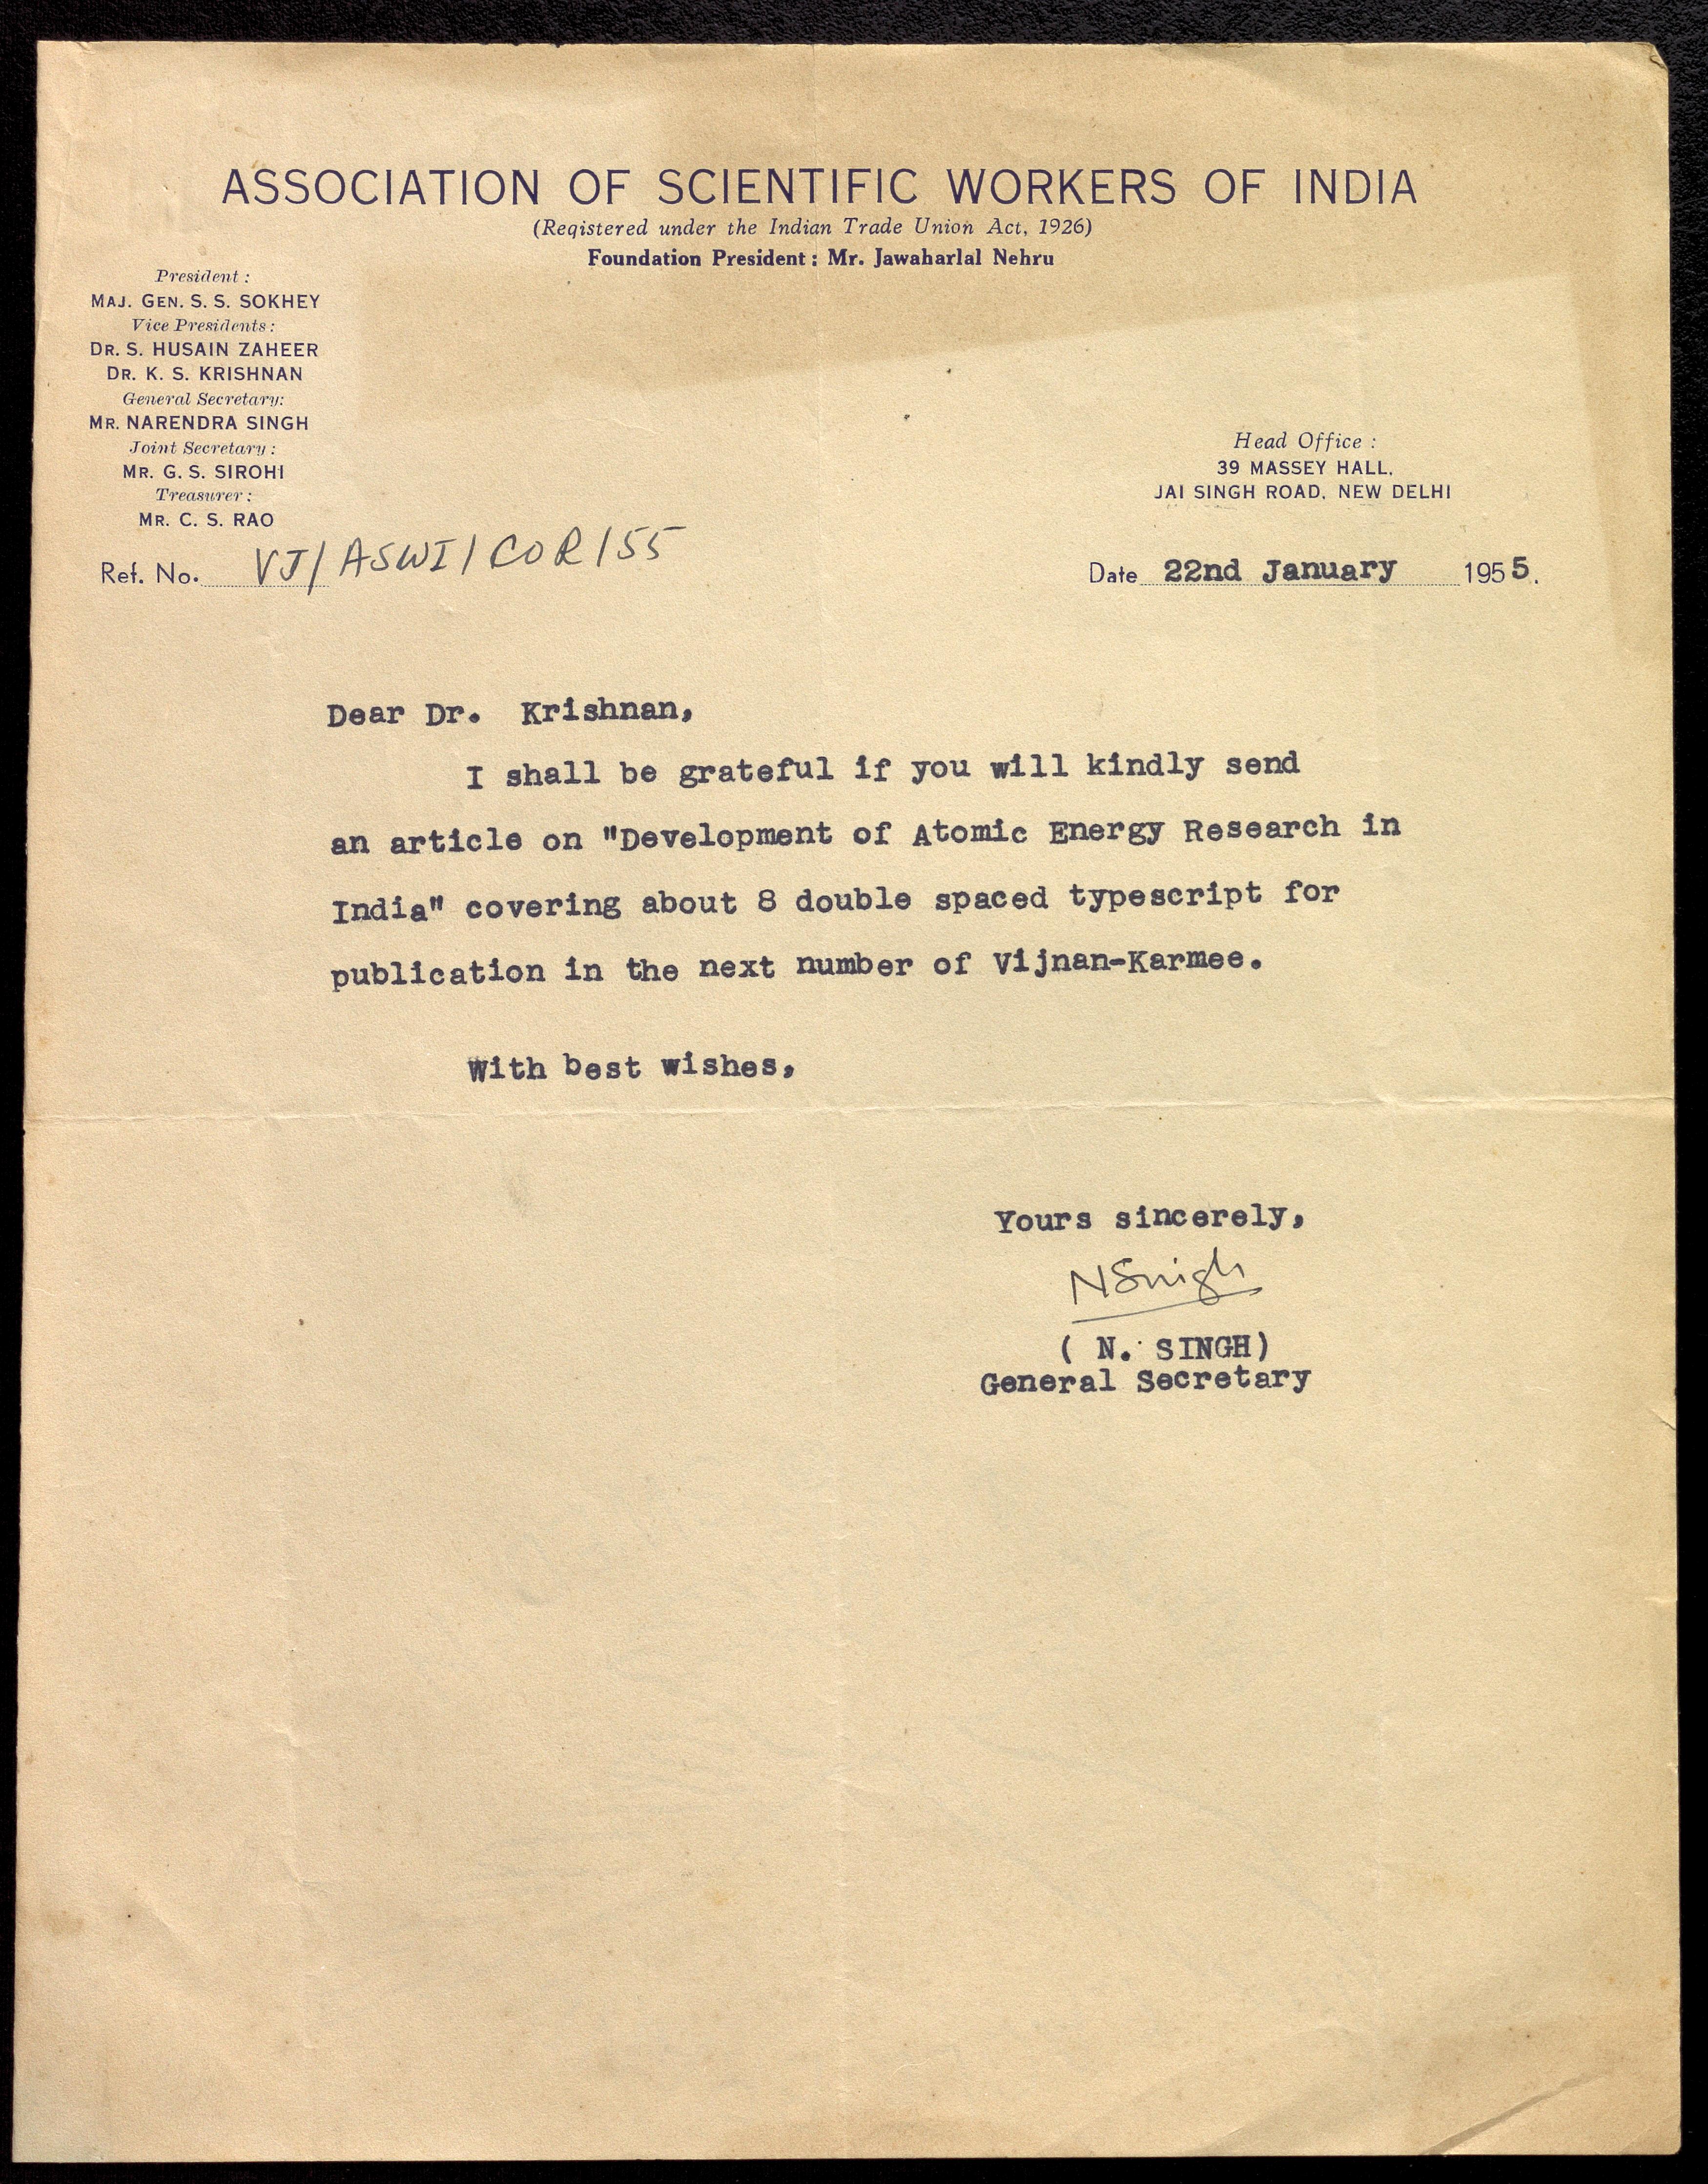 ASSOCIATION OF SCIENTIFIC WORKERS OF INDIA
(Registered under the Indian Trade Union Act, 1926)
Foundation President : Mr. Jawaharlal Nehru
President :
MAJ. GEN. S. S. SOKHEY
Vice Presidents :
DR. S. HUSAIN ZAHEER
DR. K. S. KRISHNAN
General Secretary:
MR. NARENDRA SINGH
Joint Secretary :
MR. G. S. SIROHI
Treasurer :
MR. C. S. RAO
Head Office :
39 MASSEY HALL,
JAI SINGH ROAD, NEW DELHI
Ref. No. VJ/ASWI/COR/55
Date 22nd January 1955.
Dear Dr. Krishnan,
I shall be grateful if you will kindly send
an article on "Development of Atomic Energy Research in
India" covering about 8 double spaced typescript for
publication in the next number of Vijnan-Karmee.
With best wishes,
Yours sincerely,
NSingh
( N. SINGH)
General Secretary